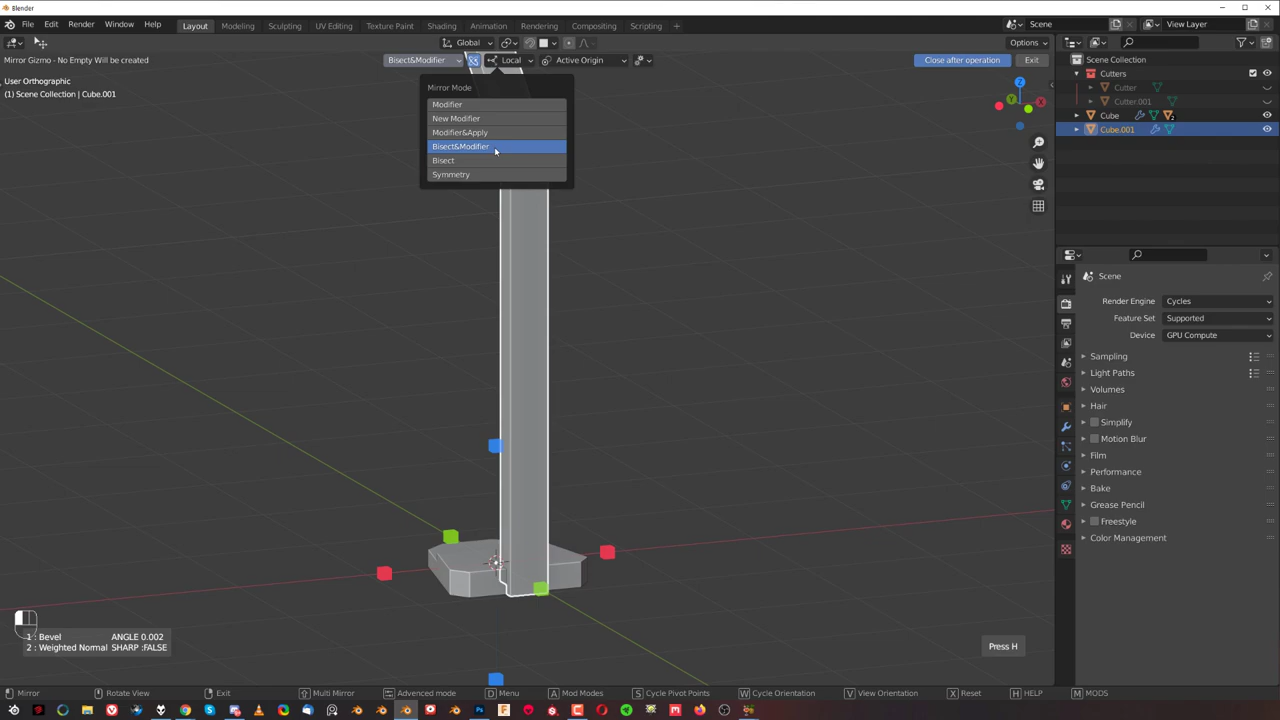 Blender
File Edit Render Window Help Layout Modeling Sculpting UV Editing Texture Paint Shading Animation Rendering Compositing Scripting + Scene View Layer
Global Options
Mirror Gizmo - No Empty Will be created Bisect&Modifier Local Active Origin Close after operation Exit
Scene Collection
User Orthographic
(1) Scene Collection | Cube.001
Mirror Mode
Modifier
New Modifier
Modifier&Apply
Bisect&Modifier
Bisect
Symmetry
Z
Y
X
Cutters
Cutter
Cutter.001
Cube
2
Cube.001
Scene
Render Engine Cycles
Feature Set Supported
Device GPU Compute
Sampling
Light Paths
Volumes
Hair
Simplify
Motion Blur
Film
Performance
Bake
Grease Pencil
Freestyle
Color Management
1 : Bevel ANGLE 0.002
2 : Weighted Normal SHARP :FALSE
Press H
Mirror Rotate View Exit Multi Mirror Advanced mode D Menu A Mod Modes S Cycle Pivot Points W Cycle Orientation V View Orientation X Reset H HELP M MODS